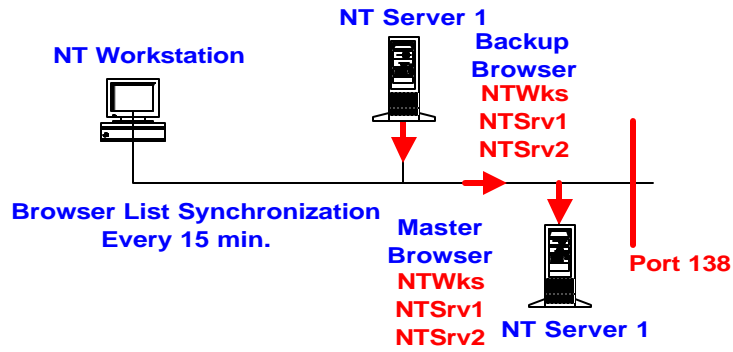 NT Server 1
NT Workstation
Backup
Browser
NTWks
NTSrv1
NTSrv2
Browser List Synchronization
Every 15 min.
Master
Browser
NTWks
NTSrv1
NTSrv2
Port 138
NT Server 1